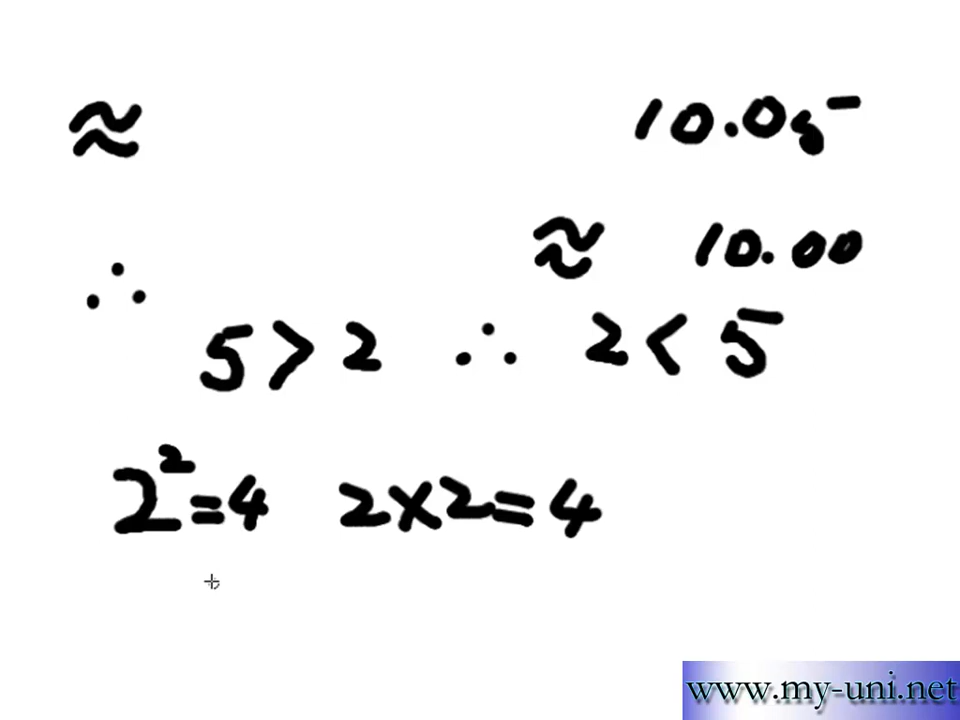 ≈ 10.05
≈ 10.00
∴
5 > 2 ∴ 2 < 5
2² = 4 2 × 2 = 4
www.my-uni.net